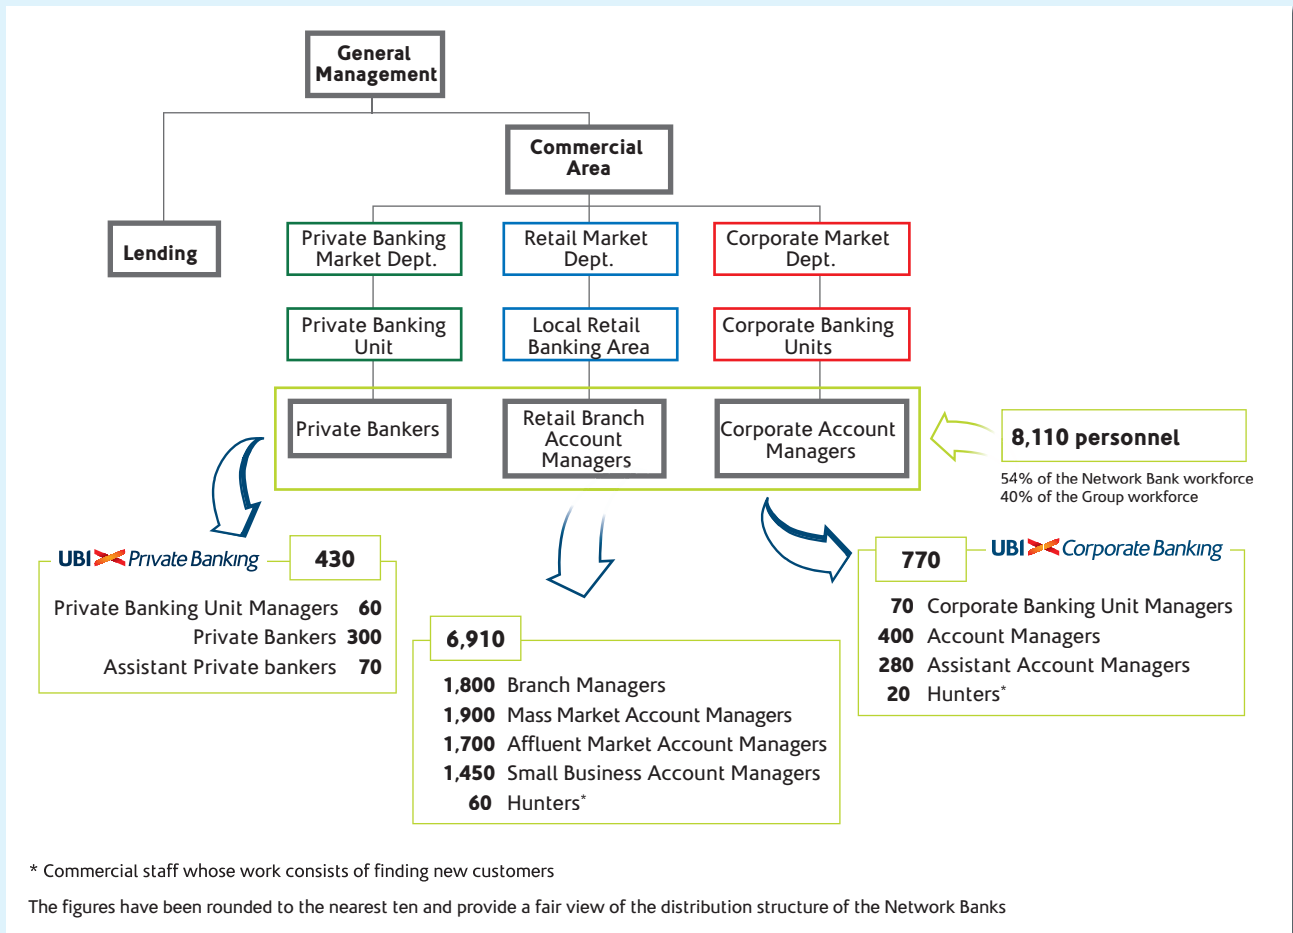 General
Management
Commercial
Area
Lending
Private Banking
Market Dept.
Retail Market
Dept.
Corporate Market
Dept.
Private Banking
Unit
Local Retail
Banking Area
Corporate Banking
Units
Private Bankers
Retail Branch
Account
Managers
Corporate Account
Managers
8,110 personnel
54% of the Network Bank workforce
40% of the Group workforce
UBI Private Banking
430
Private Banking Unit Managers 60
Private Bankers 300
Assistant Private bankers 70
6,910
1,800 Branch Managers
1,900 Mass Market Account Managers
1,700 Affluent Market Account Managers
1,450 Small Business Account Managers
60 Hunters*
770
UBI Corporate Banking
70 Corporate Banking Unit Managers
400 Account Managers
280 Assistant Account Managers
20 Hunters*
* Commercial staff whose work consists of finding new customers
The figures have been rounded to the nearest ten and provide a fair view of the distribution structure of the Network Banks